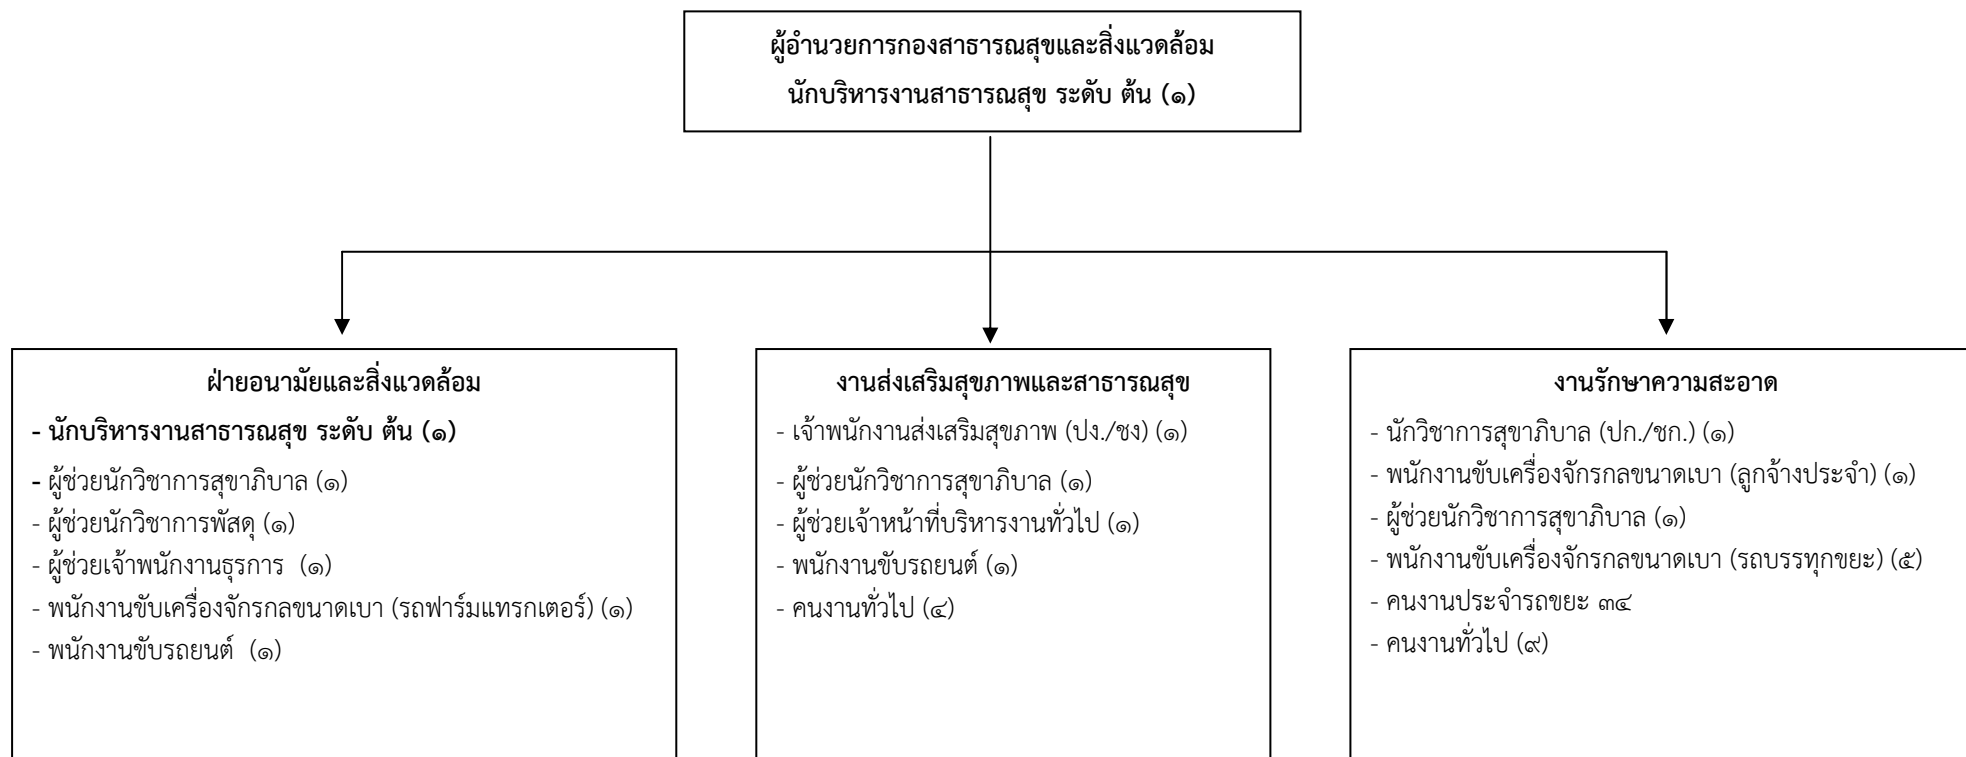 ผู้อำนวยการกองสาธารณสุขและสิ่งแวดล้อม
นักบริหารงานสาธารณสุข ระดับ ต้น (๑)
ฝ่ายอนามัยและสิ่งแวดล้อม
- นักบริหารงานสาธารณสุข ระดับ ต้น (๑)
- ผู้ช่วยนักวิชาการสุขาภิบาล (๑)
- ผู้ช่วยนักวิชาการพัสดุ (๑)
- ผู้ช่วยเจ้าพนักงานธุรการ (๑)
- พนักงานขับเครื่องจักรกลขนาดเบา (รถฟาร์มแทรกเตอร์) (๑)
- พนักงานขับรถยนต์ (๑)
งานส่งเสริมสุขภาพและสาธารณสุข
- เจ้าพนักงานส่งเสริมสุขภาพ (ปง./ชง) (๑)
- ผู้ช่วยนักวิชาการสุขาภิบาล (๑)
- ผู้ช่วยเจ้าหน้าที่บริหารงานทั่วไป (๑)
- พนักงานขับรถยนต์ (๑)
- คนงานทั่วไป (๔)
งานรักษาความสะอาด
- นักวิชาการสุขาภิบาล (ปก./ชก.) (๑)
- พนักงานขับเครื่องจักรกลขนาดเบา (ลูกจ้างประจำ) (๑)
- ผู้ช่วยนักวิชาการสุขาภิบาล (๑)
- พนักงานขับเครื่องจักรกลขนาดเบา (รถบรรทุกขยะ) (๕)
- คนงานประจำรถขยะ ๓๔
- คนงานทั่วไป (๙)